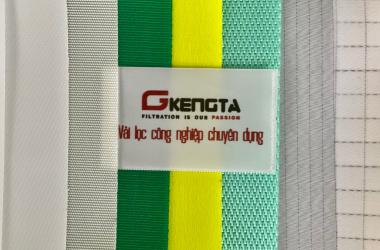 GKENGTA
FILTRATION IS OUR PASSION
Vải lọc công nghiệp chuyên dụng